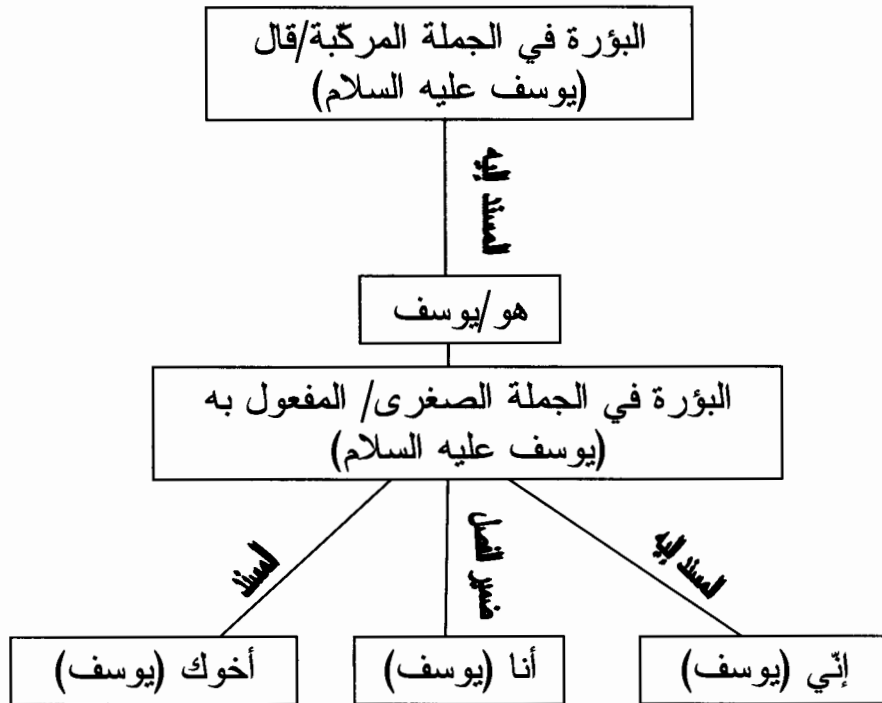 البؤرة في الجملة المركّبة/قال
(يوسف عليه السلام)
المسند إليه
هو/يوسف
البؤرة في الجملة الصغرى/ المفعول به
(يوسف عليه السلام)
المسند إليه
ضمير الفصل
المسند
إنّي (يوسف)
أنا (يوسف)
أخوك (يوسف)